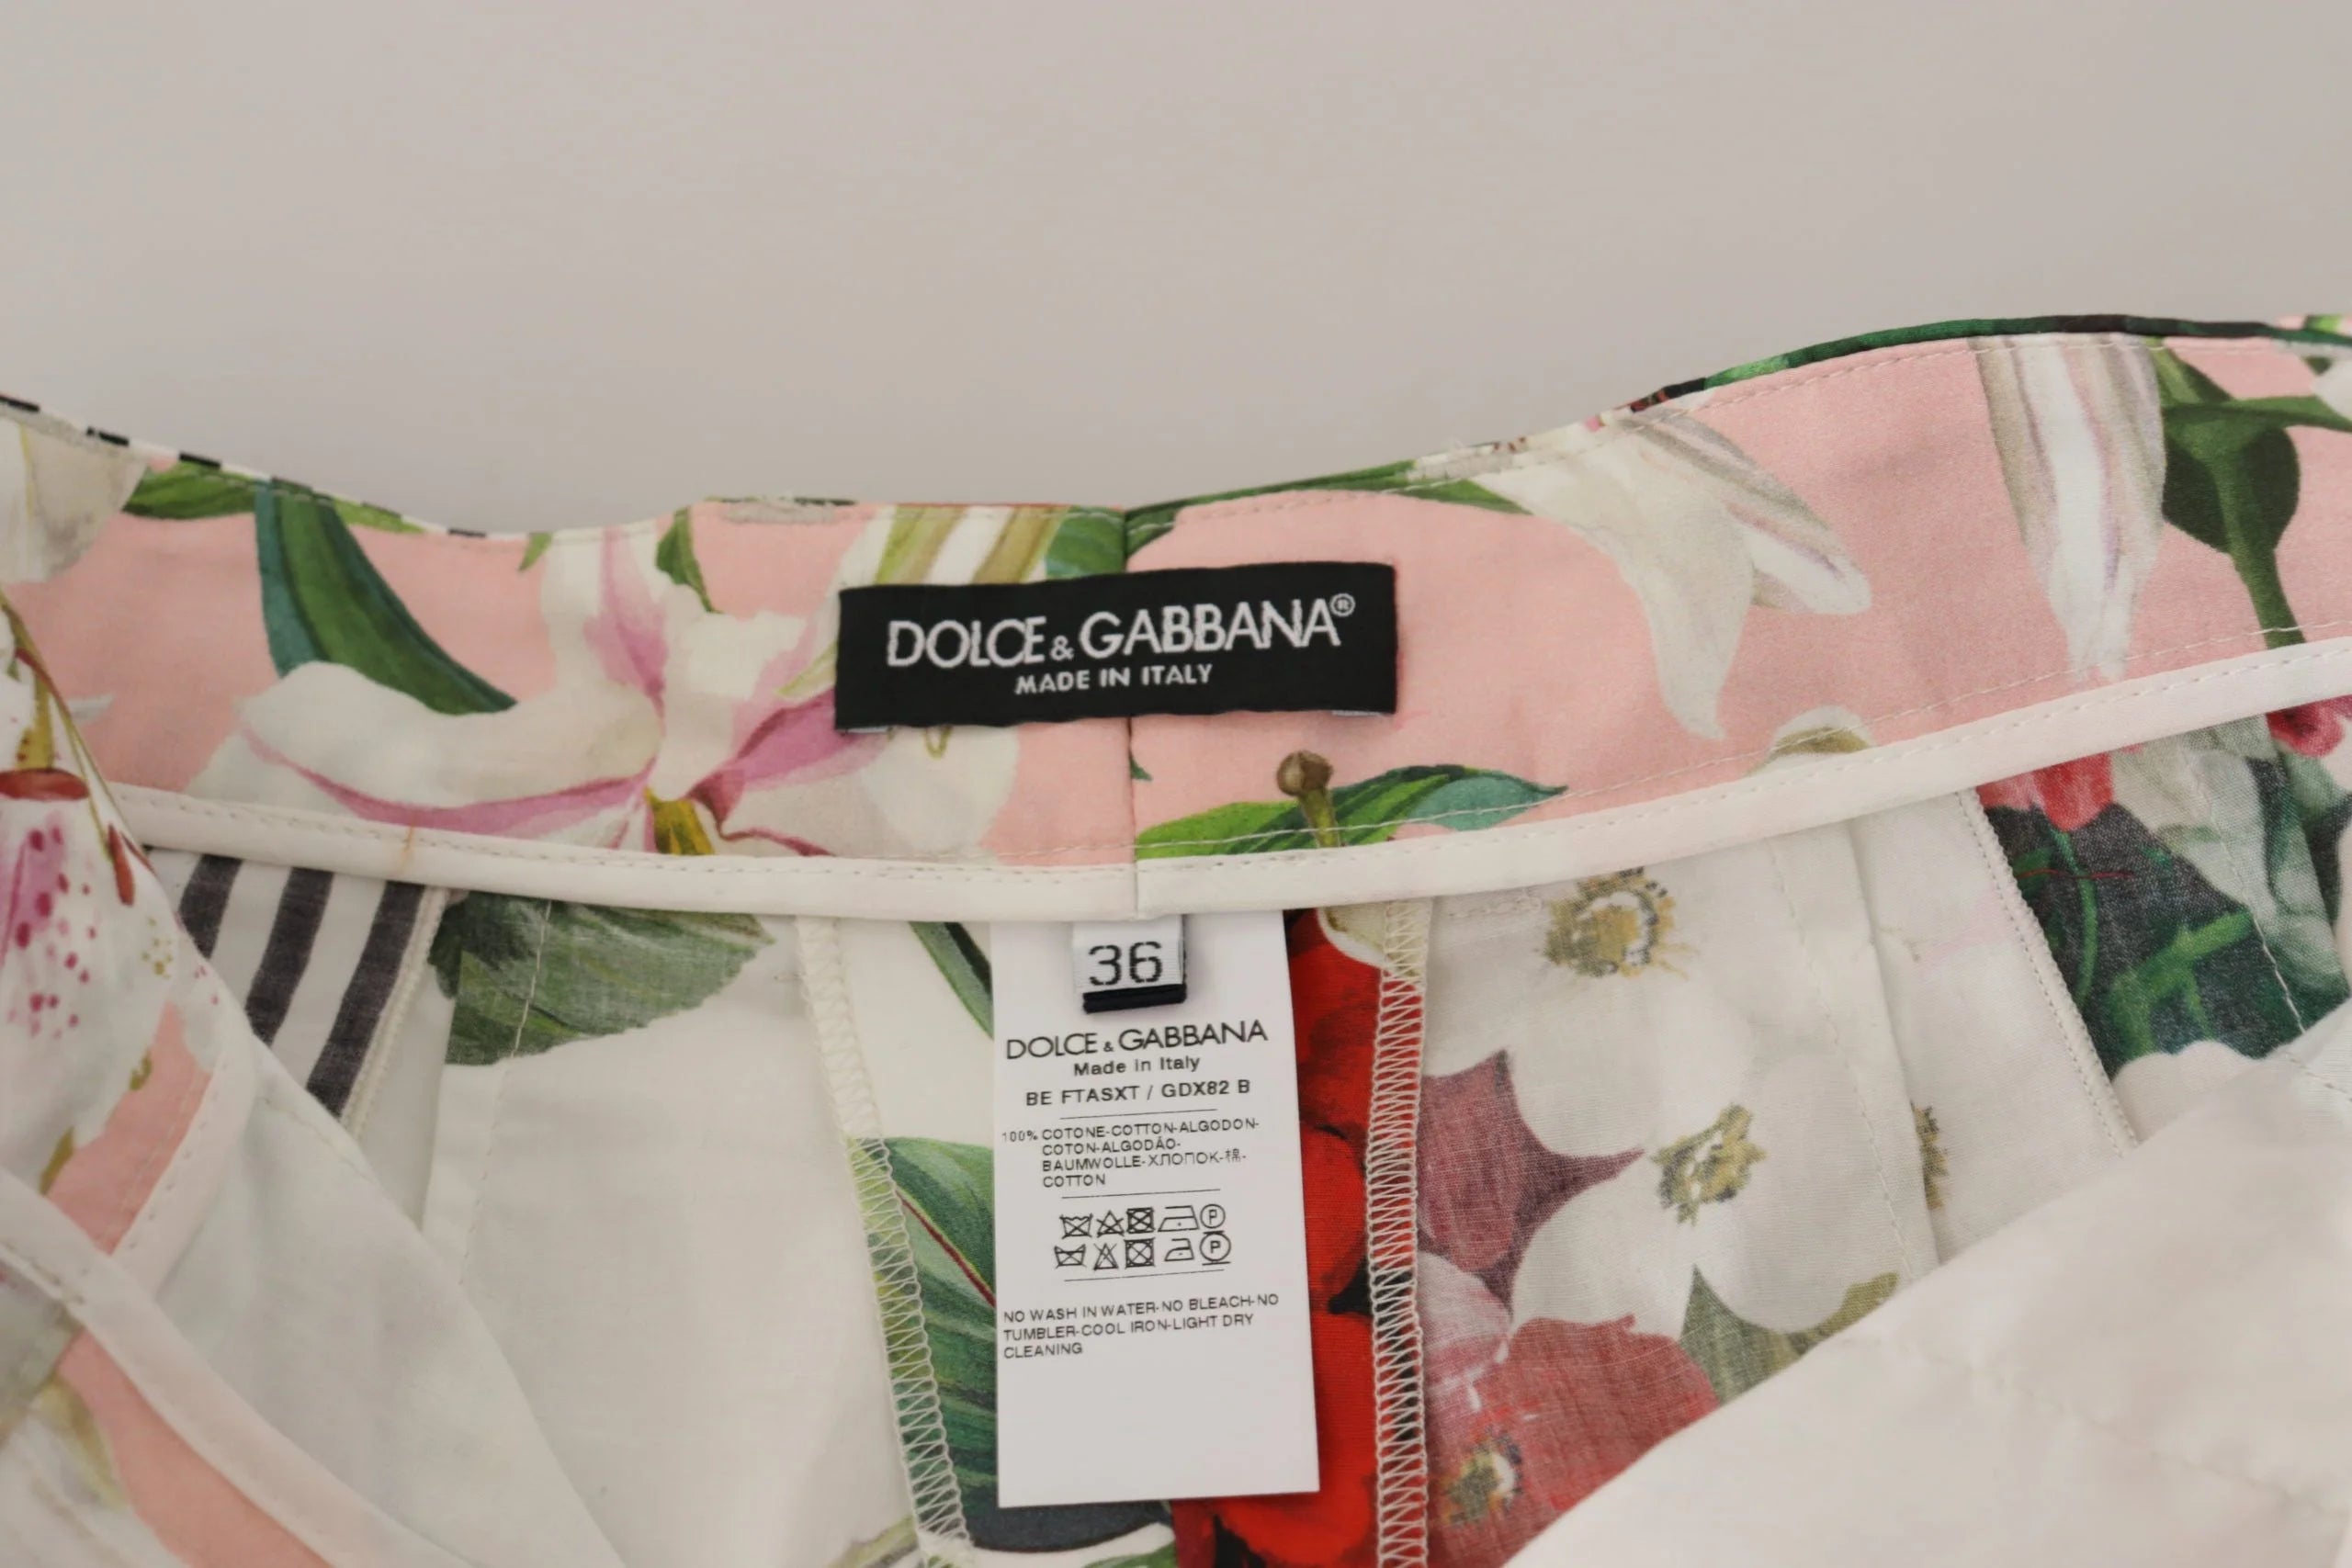 DOLCE & GABBANA®
MADE IN ITALY
36
DOLCE & GABBANA
Made in Italy
BE FTASXT / GDX82 B
100% COTONE-COTTON-ALGODON-
COTON-ALGODÃO-
BAUMWOLLE-ХЛОПОК-棉-
COTTON
P
P
NO WASH IN WATER-NO BLEACH-NO
TUMBLER-COOL IRON-LIGHT DRY
CLEANING